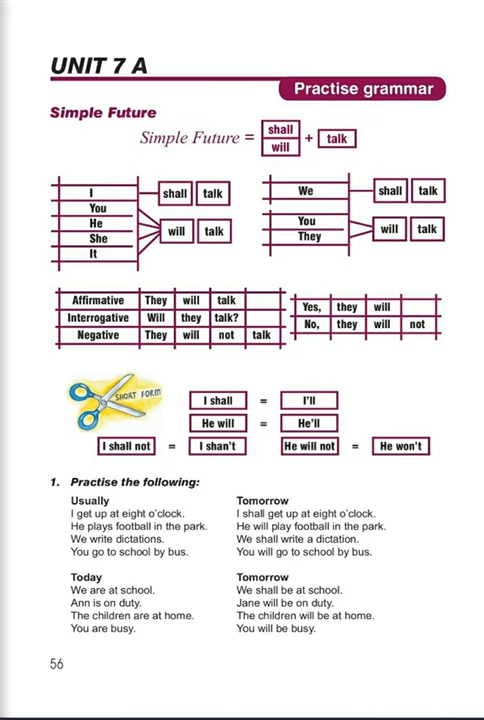 UNIT 7 A
Practise grammar
Simple Future
Simple Future = shall will + talk
I shall talk
You
He will talk
She
It
We shall talk
You will talk
They
Affirmative They will talk
Interrogative Will they talk?
Negative They will not talk
Yes, they will
No, they will not
SHORT FORM
I shall = I'll
He will = He'll
I shall not = I shan't He will not = He won't
1. Practise the following:
Usually
I get up at eight o'clock.
He plays football in the park.
We write dictations.
You go to school by bus.
Tomorrow
I shall get up at eight o'clock.
He will play football in the park.
We shall write a dictation.
You will go to school by bus.
Today
We are at school.
Ann is on duty.
The children are at home.
You are busy.
Tomorrow
We shall be at school.
Jane will be on duty.
The children will be at home.
You will be busy.
56